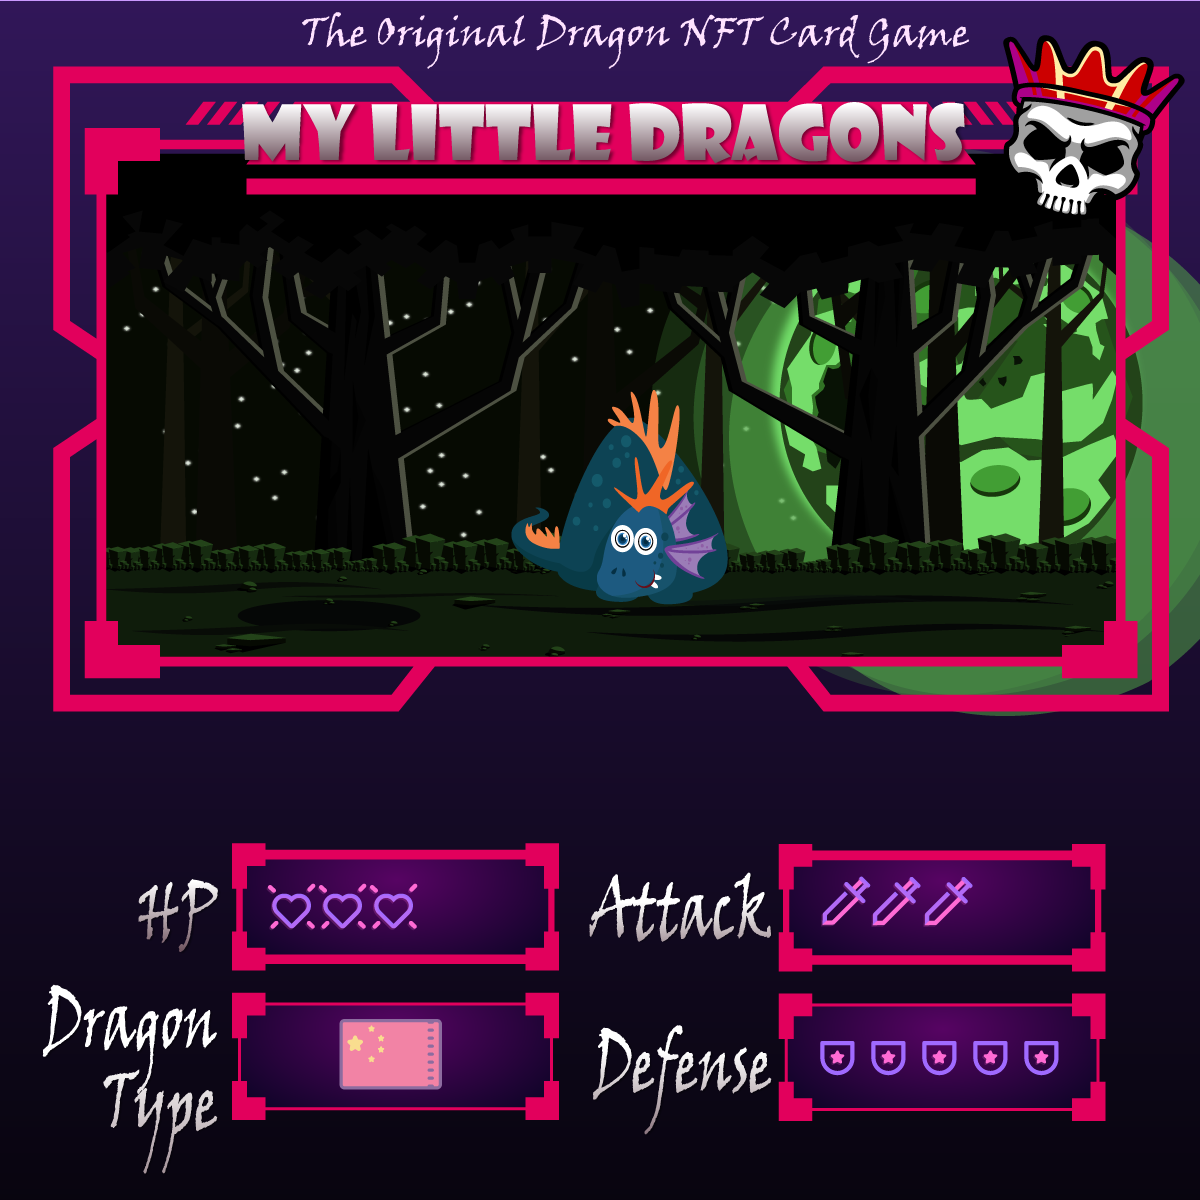 The Original Dragon NFT Card Game
MY LITTLE DRAGONS
HP
Attack
Dragon
Type
Defense